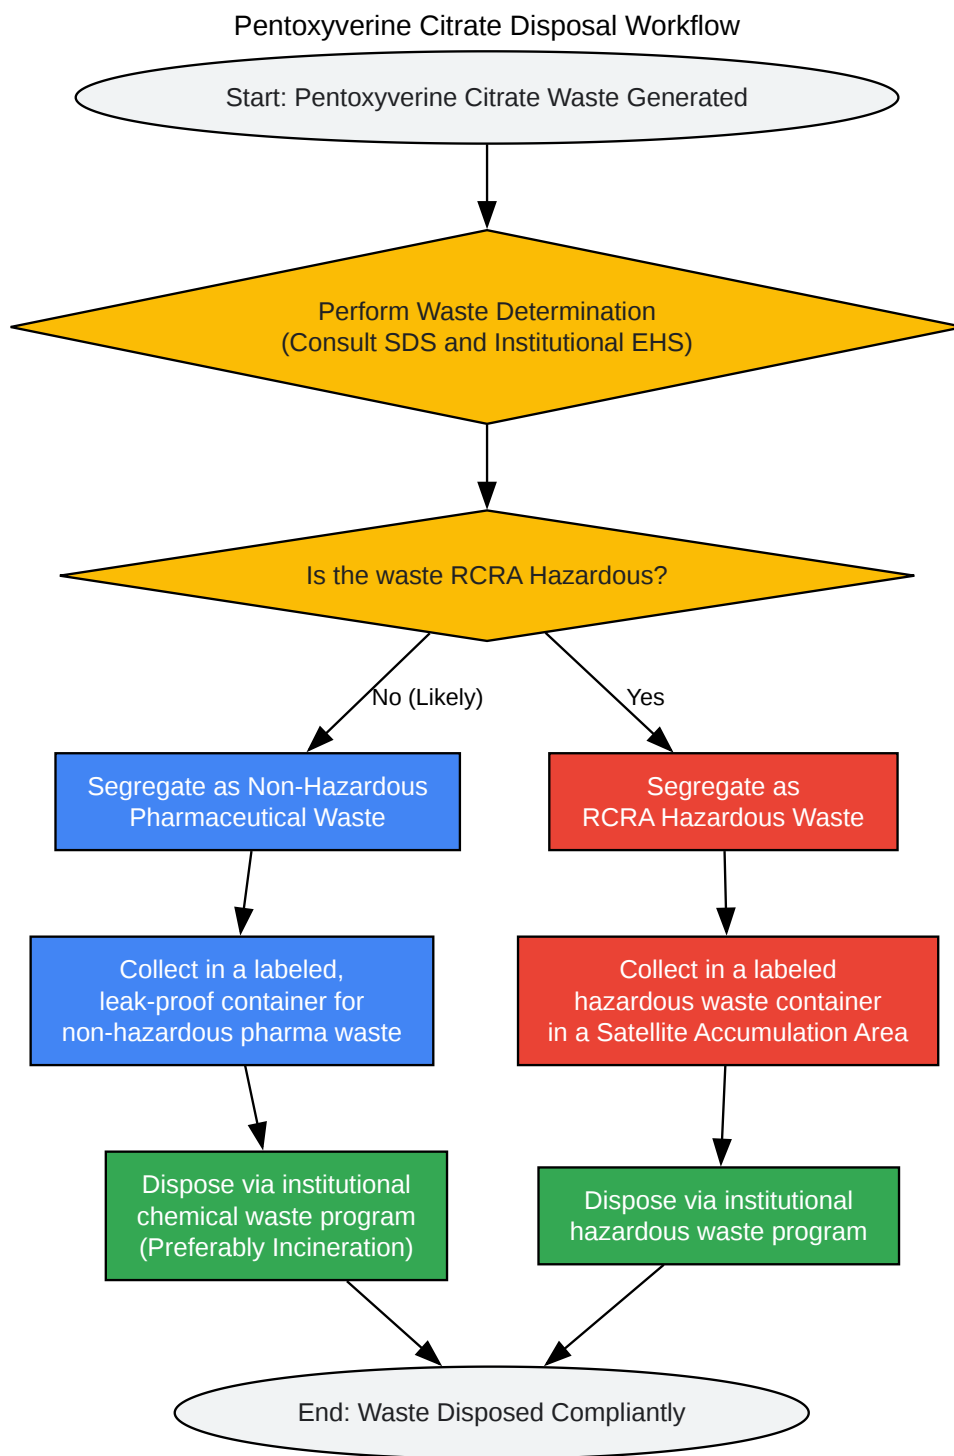 Pentoxyverine Citrate Disposal Workflow
Start: Pentoxyverine Citrate Waste Generated
Perform Waste Determination
(Consult SDS and Institutional EHS)
Is the waste RCRA Hazardous?
No (Likely)
Yes
Segregate as Non-Hazardous
Pharmaceutical Waste
Segregate as
RCRA Hazardous Waste
Collect in a labeled,
leak-proof container for
non-hazardous pharma waste
Collect in a labeled
hazardous waste container
in a Satellite Accumulation Area
Dispose via institutional
chemical waste program
(Preferably Incineration)
Dispose via institutional
hazardous waste program
End: Waste Disposed Compliantly